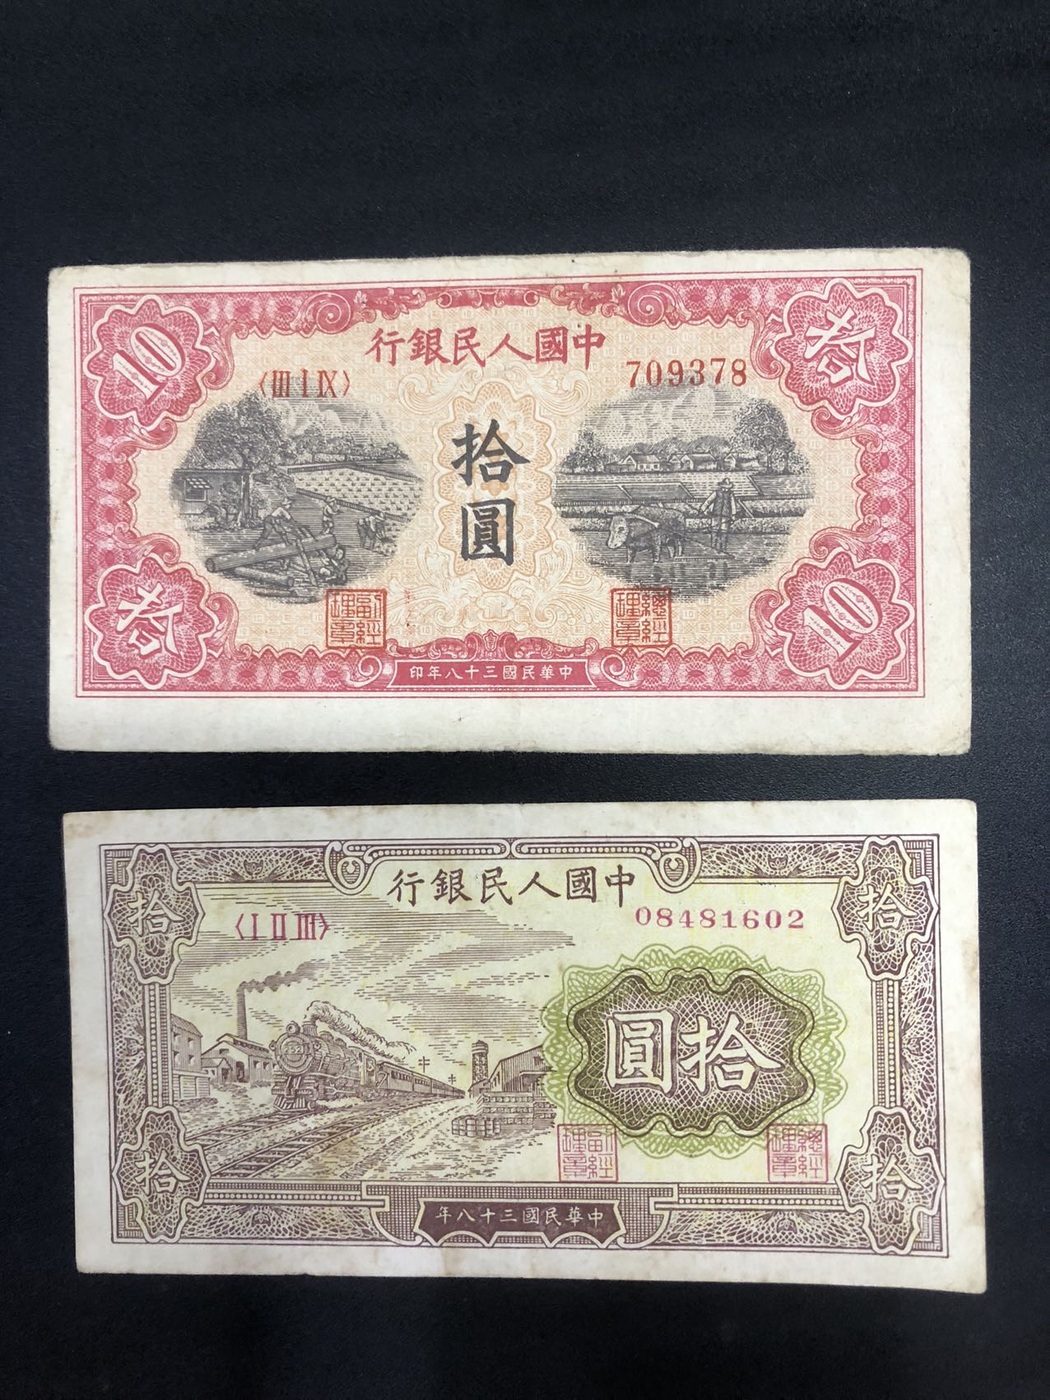 中國人民銀行
10
拾
〈ⅢⅠⅨ〉
709378
拾圓
拾
10
總經理章
副經理章
中華民國三十八年印
中國人民銀行
拾
拾
〈ⅠⅡⅢ〉
08481602
拾圓
拾
拾
總經理章
副經理章
中華民國三十八年